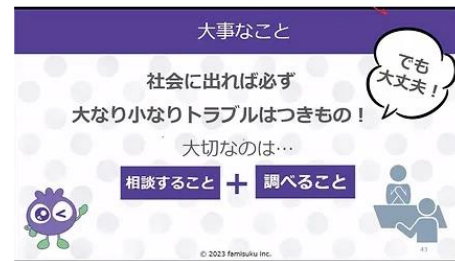 大事なこと
でも
大丈夫！
社会に出れば必ず
大なり小なりトラブルはつきもの！
大切なのは…
相談すること ＋ 調べること
© 2023 famisuku inc.
43